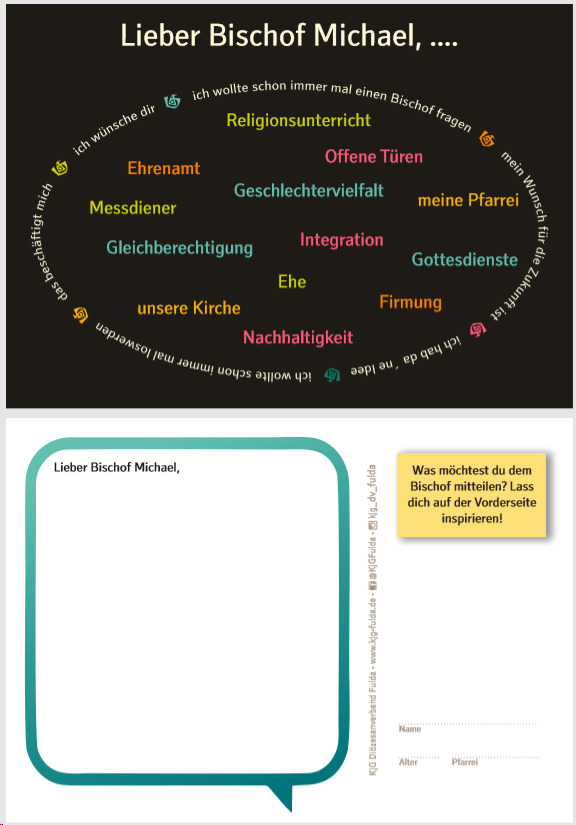 Lieber Bischof Michael, ....
ich wollte schon immer mal einen Bischof fragen
mein Wunsch für die Zukunft ist
ich hab da ´ne Idee
ich wollte schon immer mal loswerden
das beschäftigt mich
ich wünsche dir
Religionsunterricht
Offene Türen
Ehrenamt
Geschlechtervielfalt
meine Pfarrei
Messdiener
Integration
Gleichberechtigung
Gottesdienste
Ehe
Firmung
unsere Kirche
Nachhaltigkeit
Lieber Bischof Michael,
KjG Diözesanverband Fulda - www.kjg-fulda.de - @KJGFulda - kjg_dv_fulda
Was möchtest du dem
Bischof mitteilen? Lass
dich auf der Vorderseite
inspirieren!
Name
Alter Pfarrei